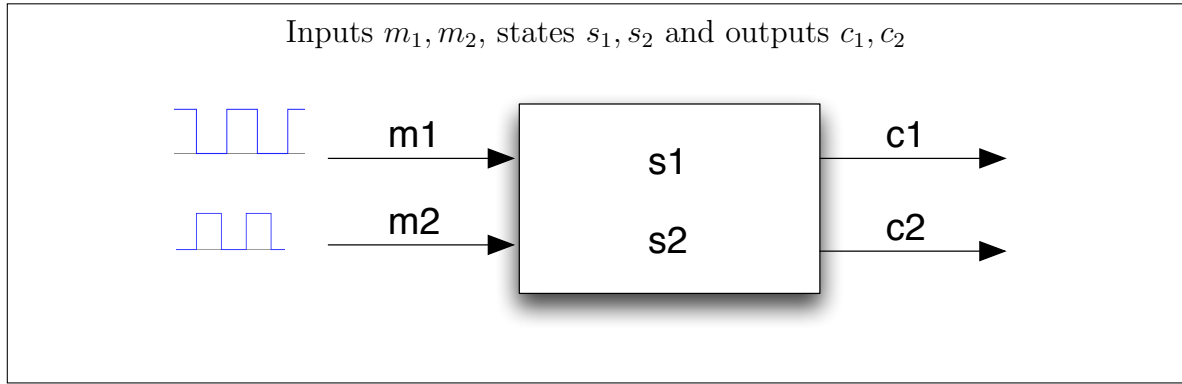 Inputs m₁, m₂, states s₁, s₂ and outputs c₁, c₂
m1
s1
c1
m2
s2
c2